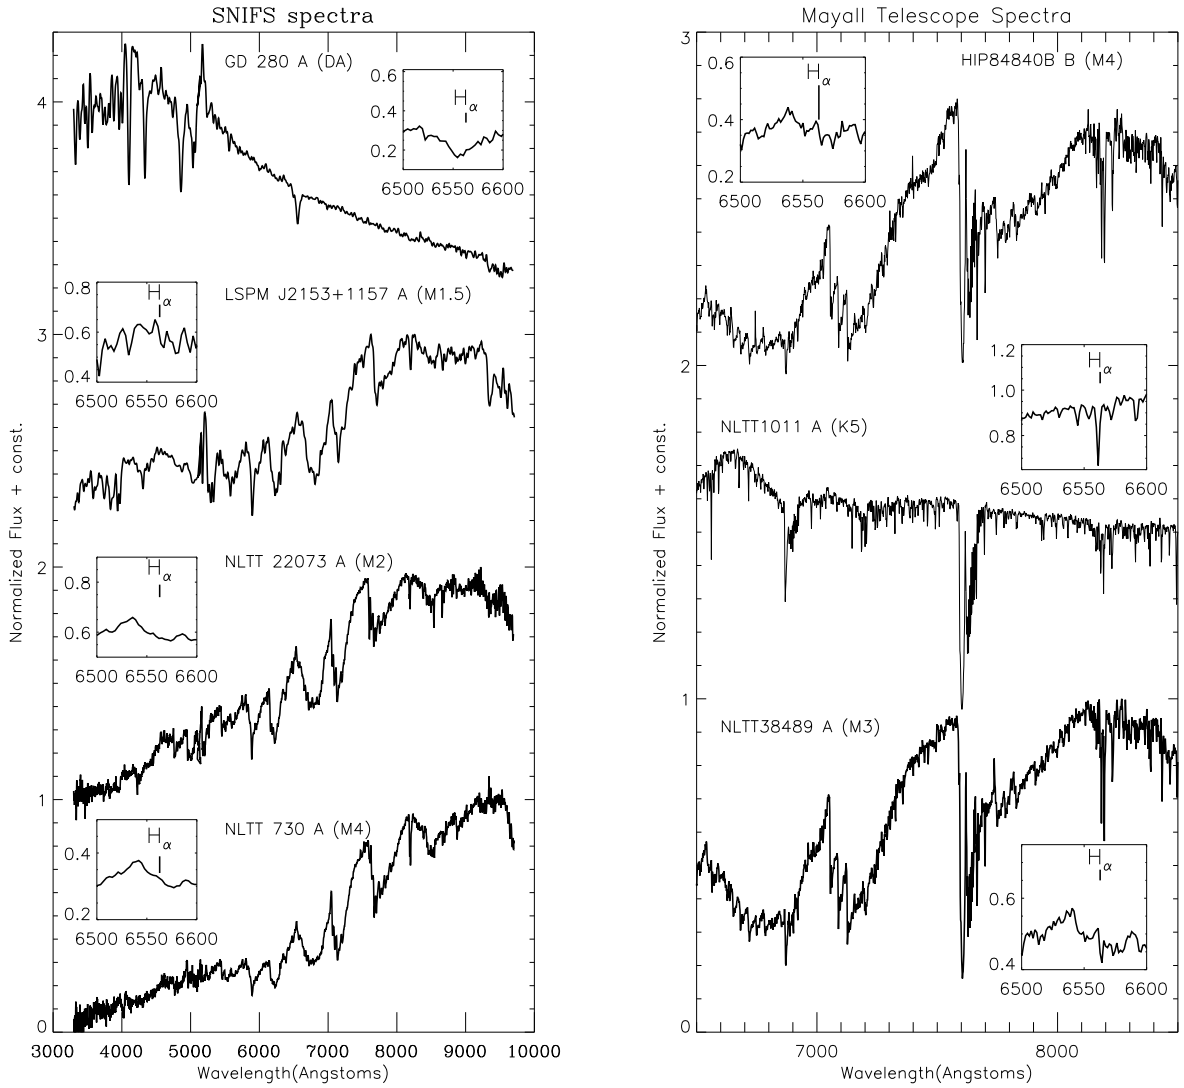 SNIFS spectra
GD 280 A (DA)
0.6
0.4
0.2
6500 6550 6600
H α
LSPM J2153+1157 A (M1.5)
0.8
0.6
0.4
6500 6550 6600
H α
NLTT 22073 A (M2)
0.8
0.6
6500 6550 6600
H α
NLTT 730 A (M4)
0.4
0.2
6500 6550 6600
H α
4
3
2
1
0
Normalized Flux + const.
3000 4000 5000 6000 7000 8000 9000 10000
Wavelength(Angstoms)
Mayall Telescope Spectra
HIP84840B B (M4)
0.6
0.4
0.2
6500 6550 6600
H α
NLTT1011 A (K5)
1.2
1.0
0.8
6500 6550 6600
H α
NLTT38489 A (M3)
0.6
0.4
6500 6550 6600
H α
3
2
1
0
Normalized Flux + const.
7000 8000
Wavelength(Angstoms)